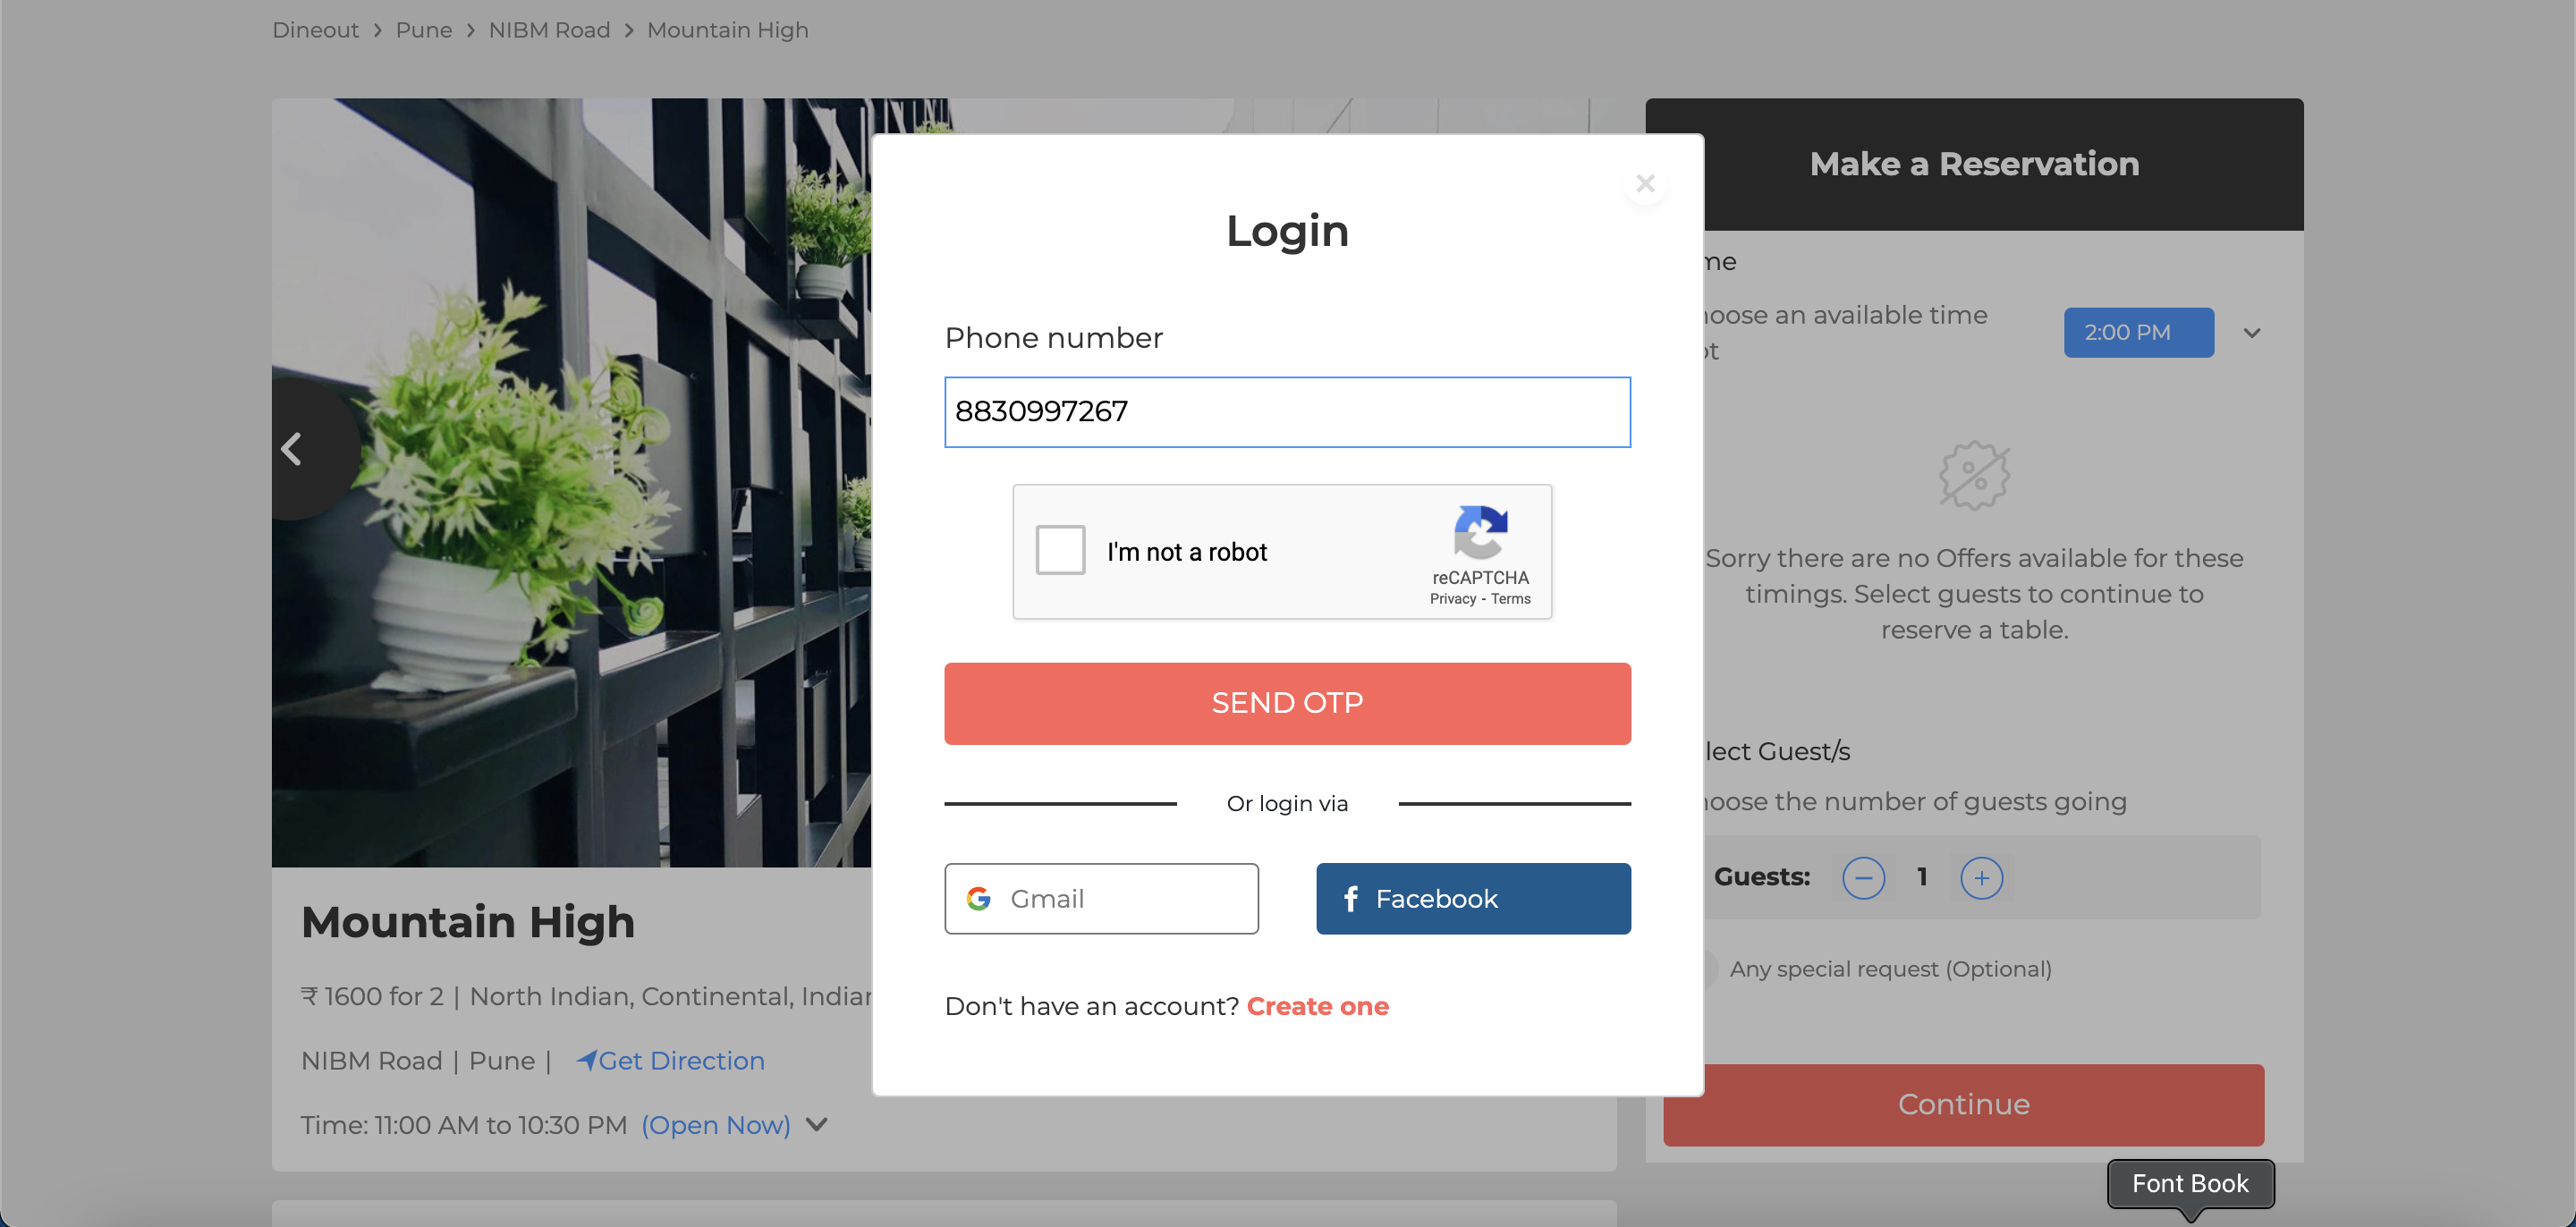 Dineout > Pune > NIBM Road > Mountain High
Make a Reservation
me
oose an available time
ot
2:00 PM
Sorry there are no Offers available for these
timings. Select guests to continue to
reserve a table.
lect Guest/s
oose the number of guests going
Guests: 1
Any special request (Optional)
Continue
Login
Phone number
8830997267
I'm not a robot
reCAPTCHA
Privacy - Terms
SEND OTP
Or login via
Gmail
Facebook
Don't have an account? Create one
Mountain High
₹ 1600 for 2 | North Indian, Continental, Indian
NIBM Road | Pune | Get Direction
Time: 11:00 AM to 10:30 PM (Open Now)
Font Book